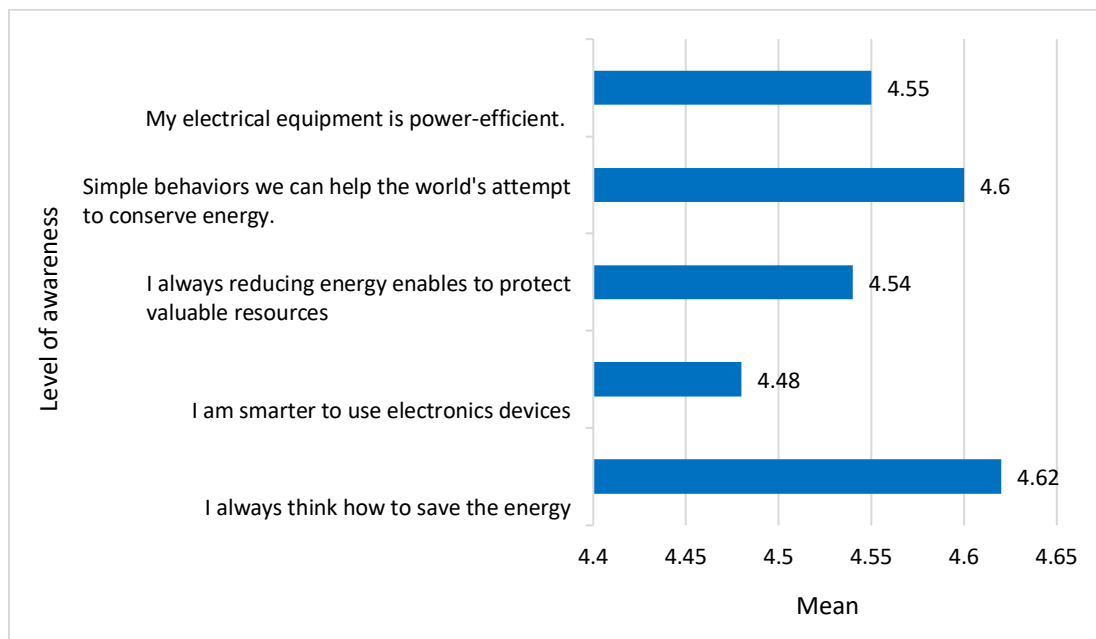 Level of awareness
My electrical equipment is power-efficient.
4.55
Simple behaviors we can help the world's attempt
to conserve energy.
4.6
I always reducing energy enables to protect
valuable resources
4.54
I am smarter to use electronics devices
4.48
I always think how to save the energy
4.62
4.4 4.45 4.5 4.55 4.6 4.65
Mean